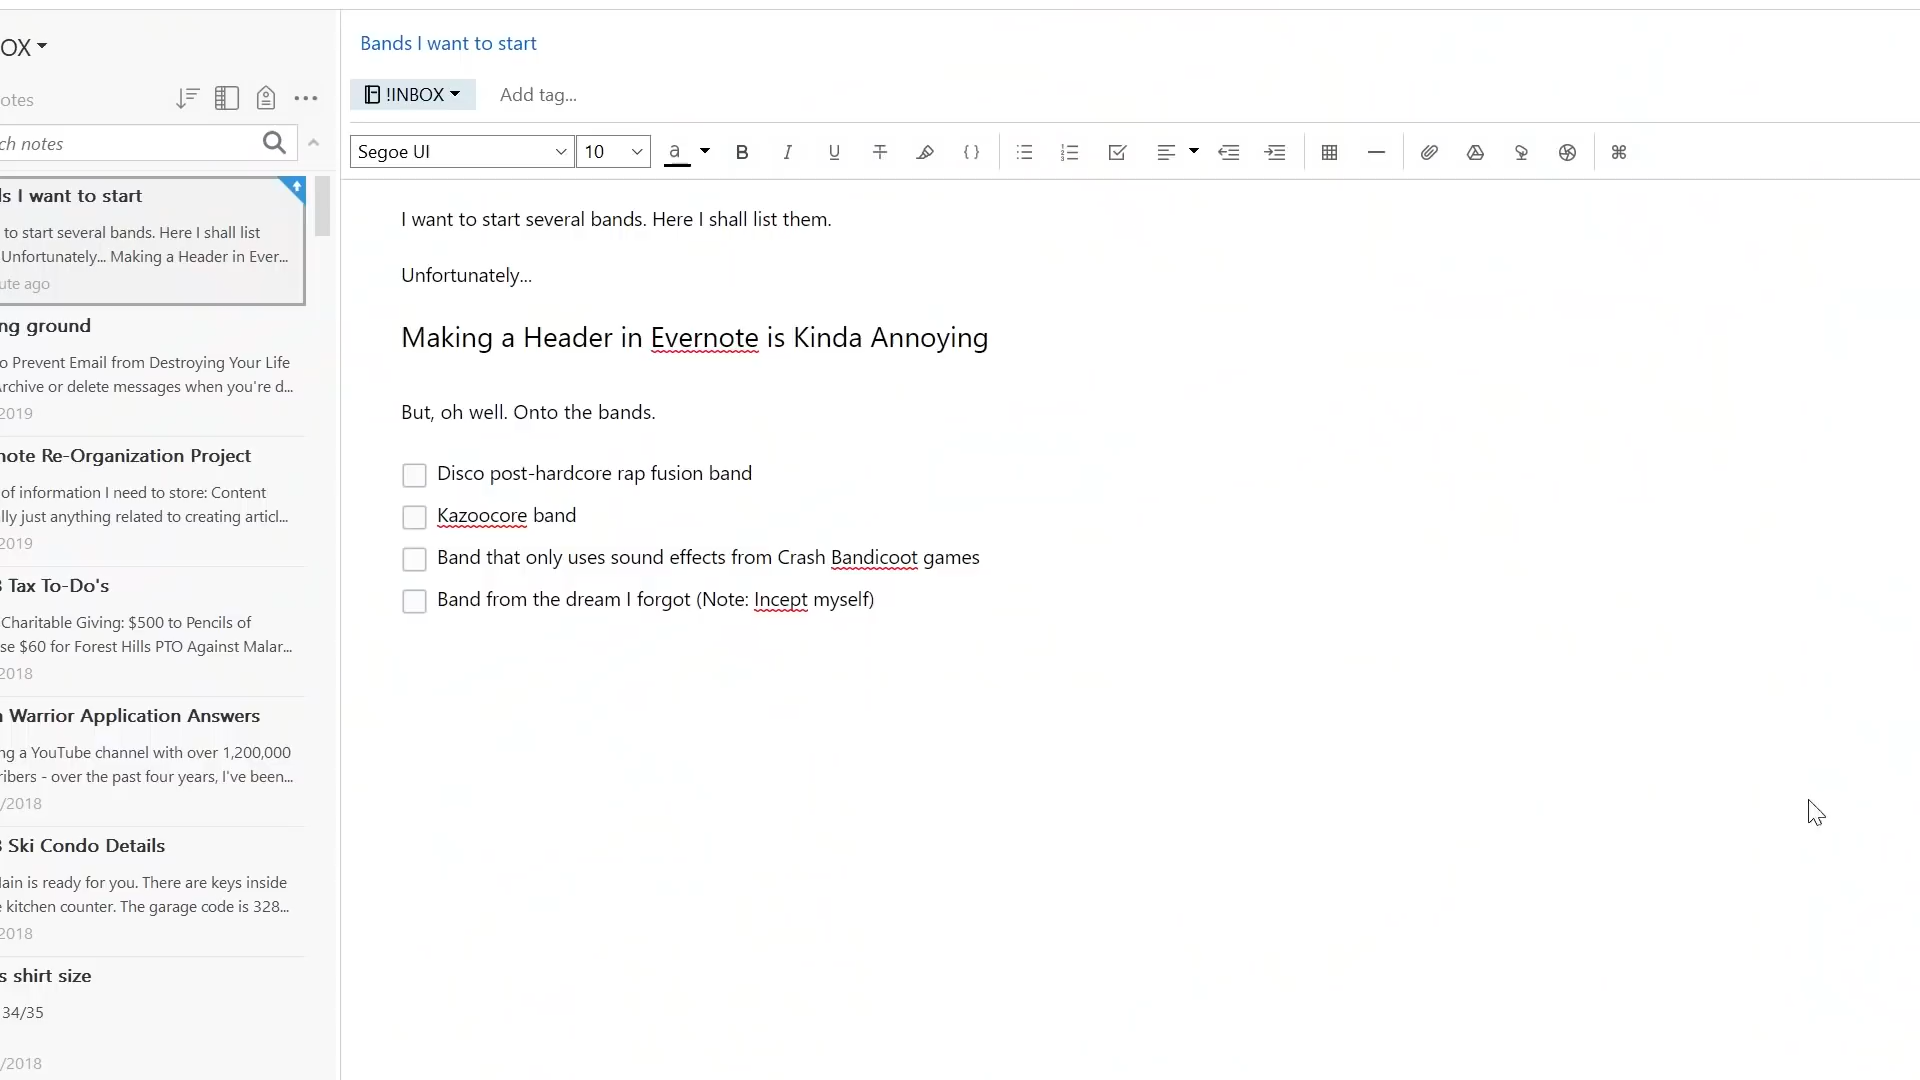 OX
otes
ch notes
ds I want to start
to start several bands. Here I shall list
Unfortunately... Making a Header in Ever...
ute ago
ng ground
o Prevent Email from Destroying Your Life
Archive or delete messages when you're d...
2019
note Re-Organization Project
of information I need to store: Content
lly just anything related to creating articl...
2019
Tax To-Do's
Charitable Giving: $500 to Pencils of
se $60 for Forest Hills PTO Against Malar...
2018
Warrior Application Answers
ng a YouTube channel with over 1,200,000
ribers - over the past four years, I've been...
/2018
Ski Condo Details
ain is ready for you. There are keys inside
kitchen counter. The garage code is 328...
2018
s shirt size
34/35
/2018
Bands I want to start
!INBOX
Add tag...
Segoe UI
10
a
B
I
U
T
{ }
I want to start several bands. Here I shall list them.
Unfortunately...
Making a Header in Evernote is Kinda Annoying
But, oh well. Onto the bands.
Disco post-hardcore rap fusion band
Kazoocore band
Band that only uses sound effects from Crash Bandicoot games
Band from the dream I forgot (Note: Incept myself)